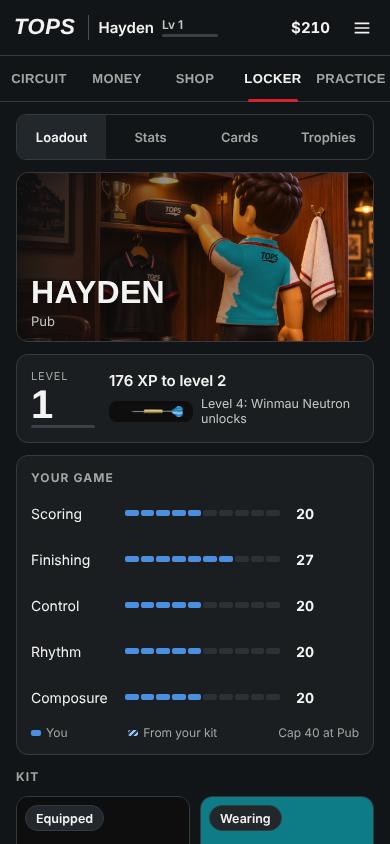 TOPS
Hayden Lv 1
$210
CIRCUIT MONEY SHOP LOCKER PRACTICE
Loadout Stats Cards Trophies
TOPS
TOPS
TOPS
HAYDEN
Pub
LEVEL
1
176 XP to level 2
Level 4: Winmau Neutron
unlocks
YOUR GAME
Scoring 20
Finishing 27
Control 20
Rhythm 20
Composure 20
You From your kit Cap 40 at Pub
KIT
Equipped Wearing